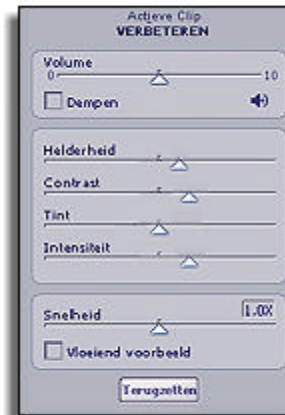 Actieve Clip
VERBETEREN
Volume
0 10
Dempen
Helderheid
Contrast
Tint
Intensiteit
Snelheid 1.0X
Vloeiend voorbeeld
Terugzetten